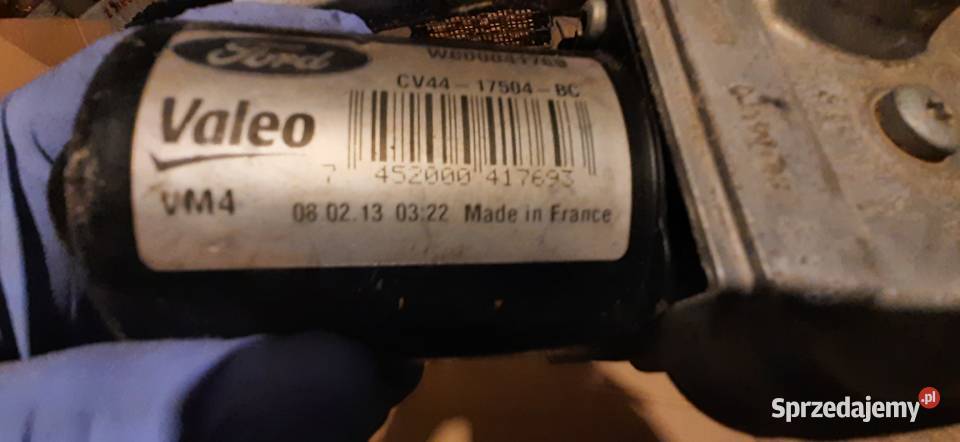 Ford
W000041769
CV44-17504-BC
Valeo
7 452000 417693
VM4
08.02.13 03:22 Made in France
Sprzedajemy.pl